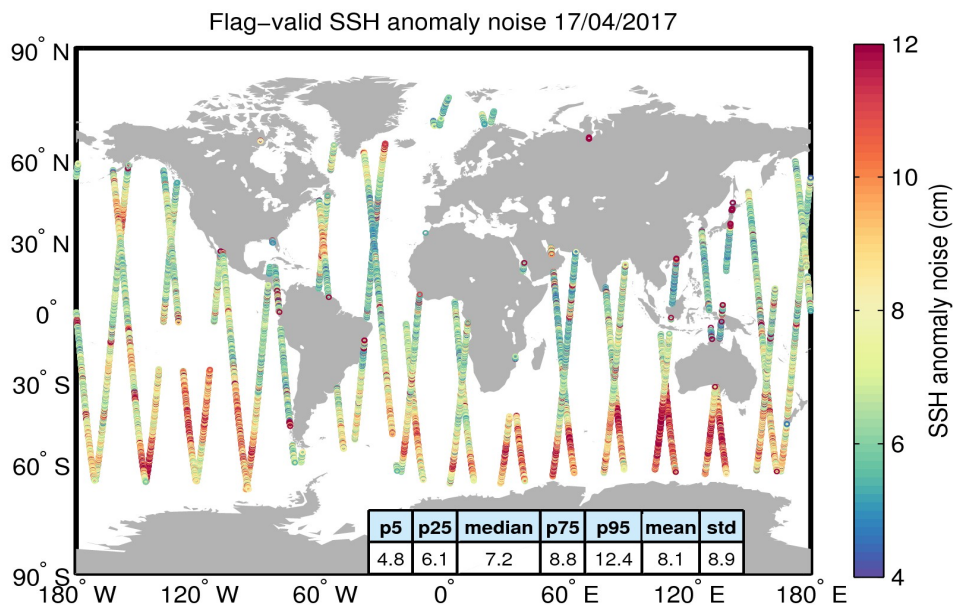 Flag−valid SSH anomaly noise 17/04/2017
90° N
60° N
30° N
0°
30° S
60° S
90° S
180° W
120° W
60° W
0°
60° E
120° E
180° E
p5 p25 median p75 p95 mean std
4.8 6.1 7.2 8.8 12.4 8.1 8.9
12
10
8
6
4
SSH anomaly noise (cm)